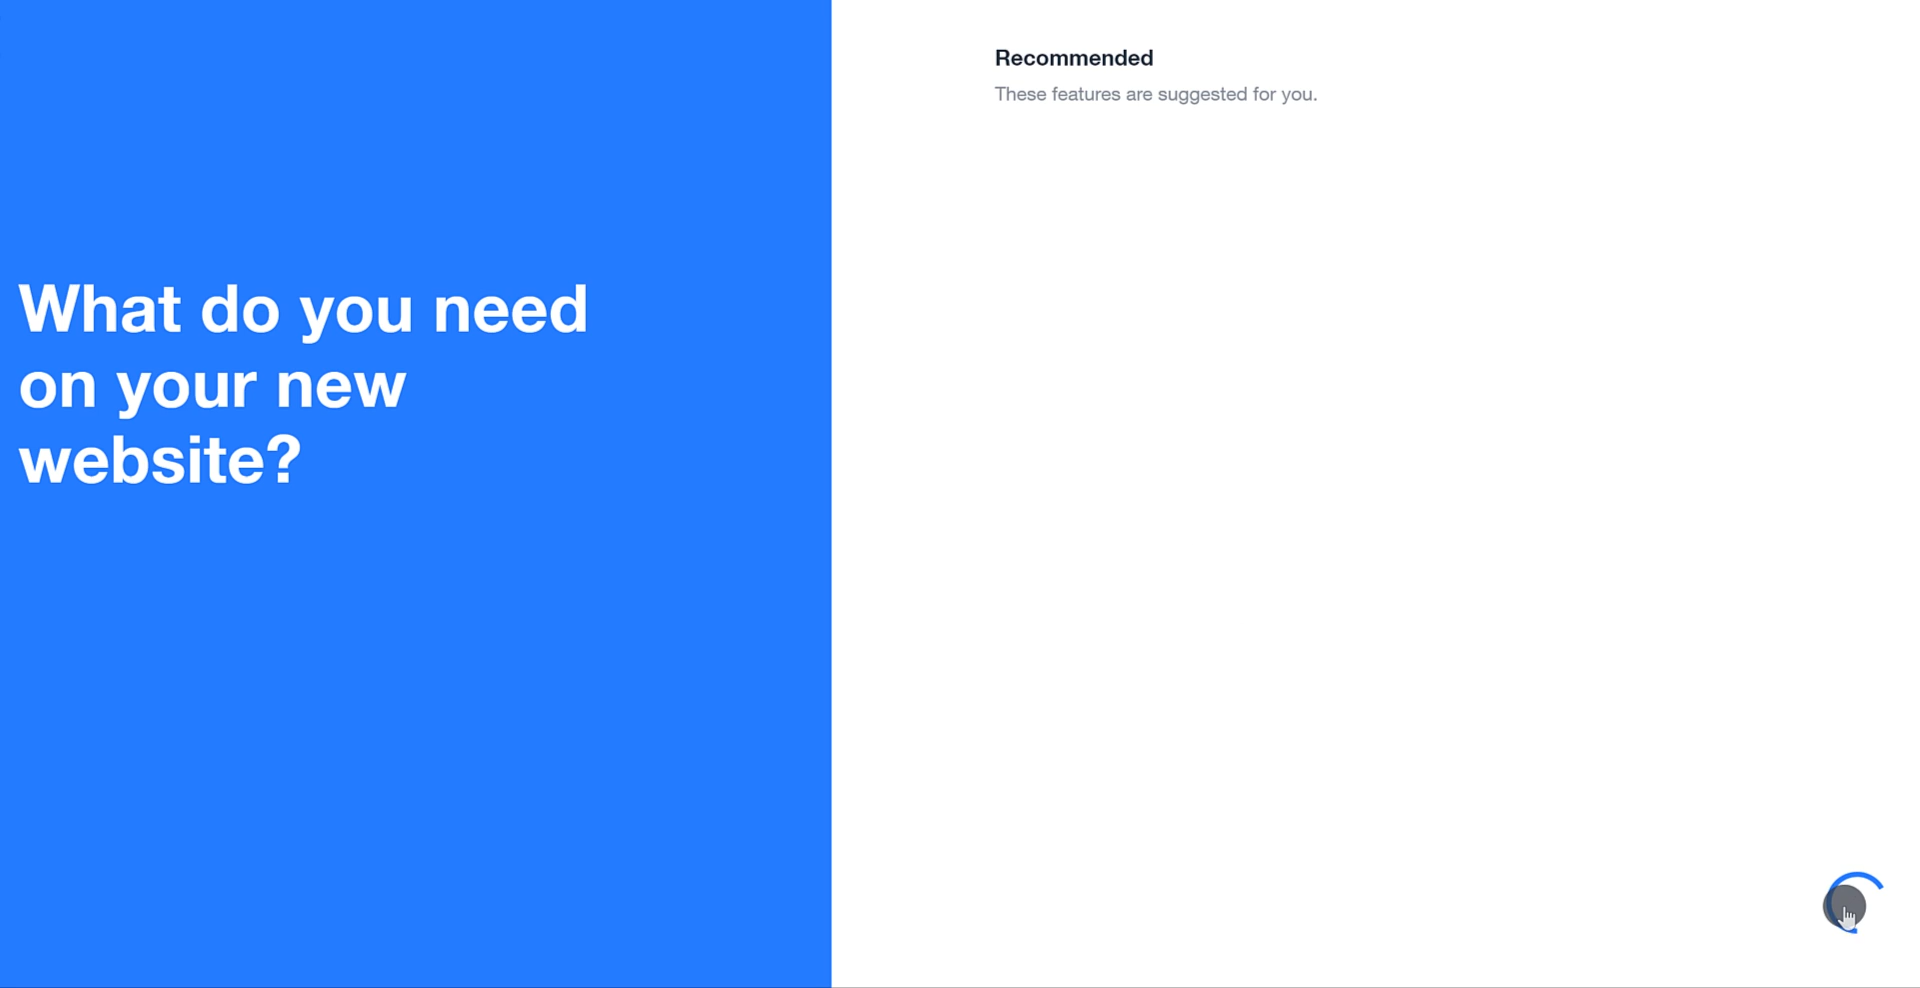 What do you need
on your new
website?
Recommended
These features are suggested for you.